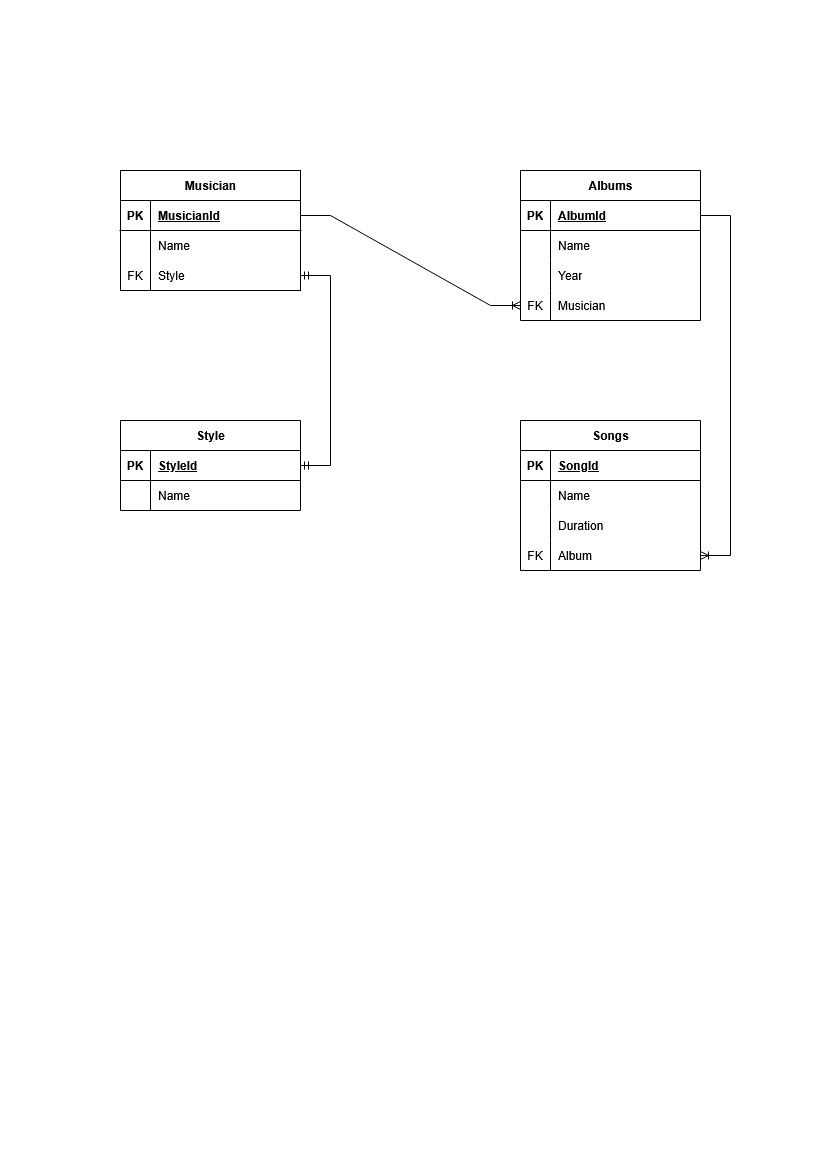 Musician
PK MusicianId
Name
FK Style
Albums
PK AlbumId
Name
Year
FK Musician
Style
PK StyleId
Name
Songs
PK SongId
Name
Duration
FK Album